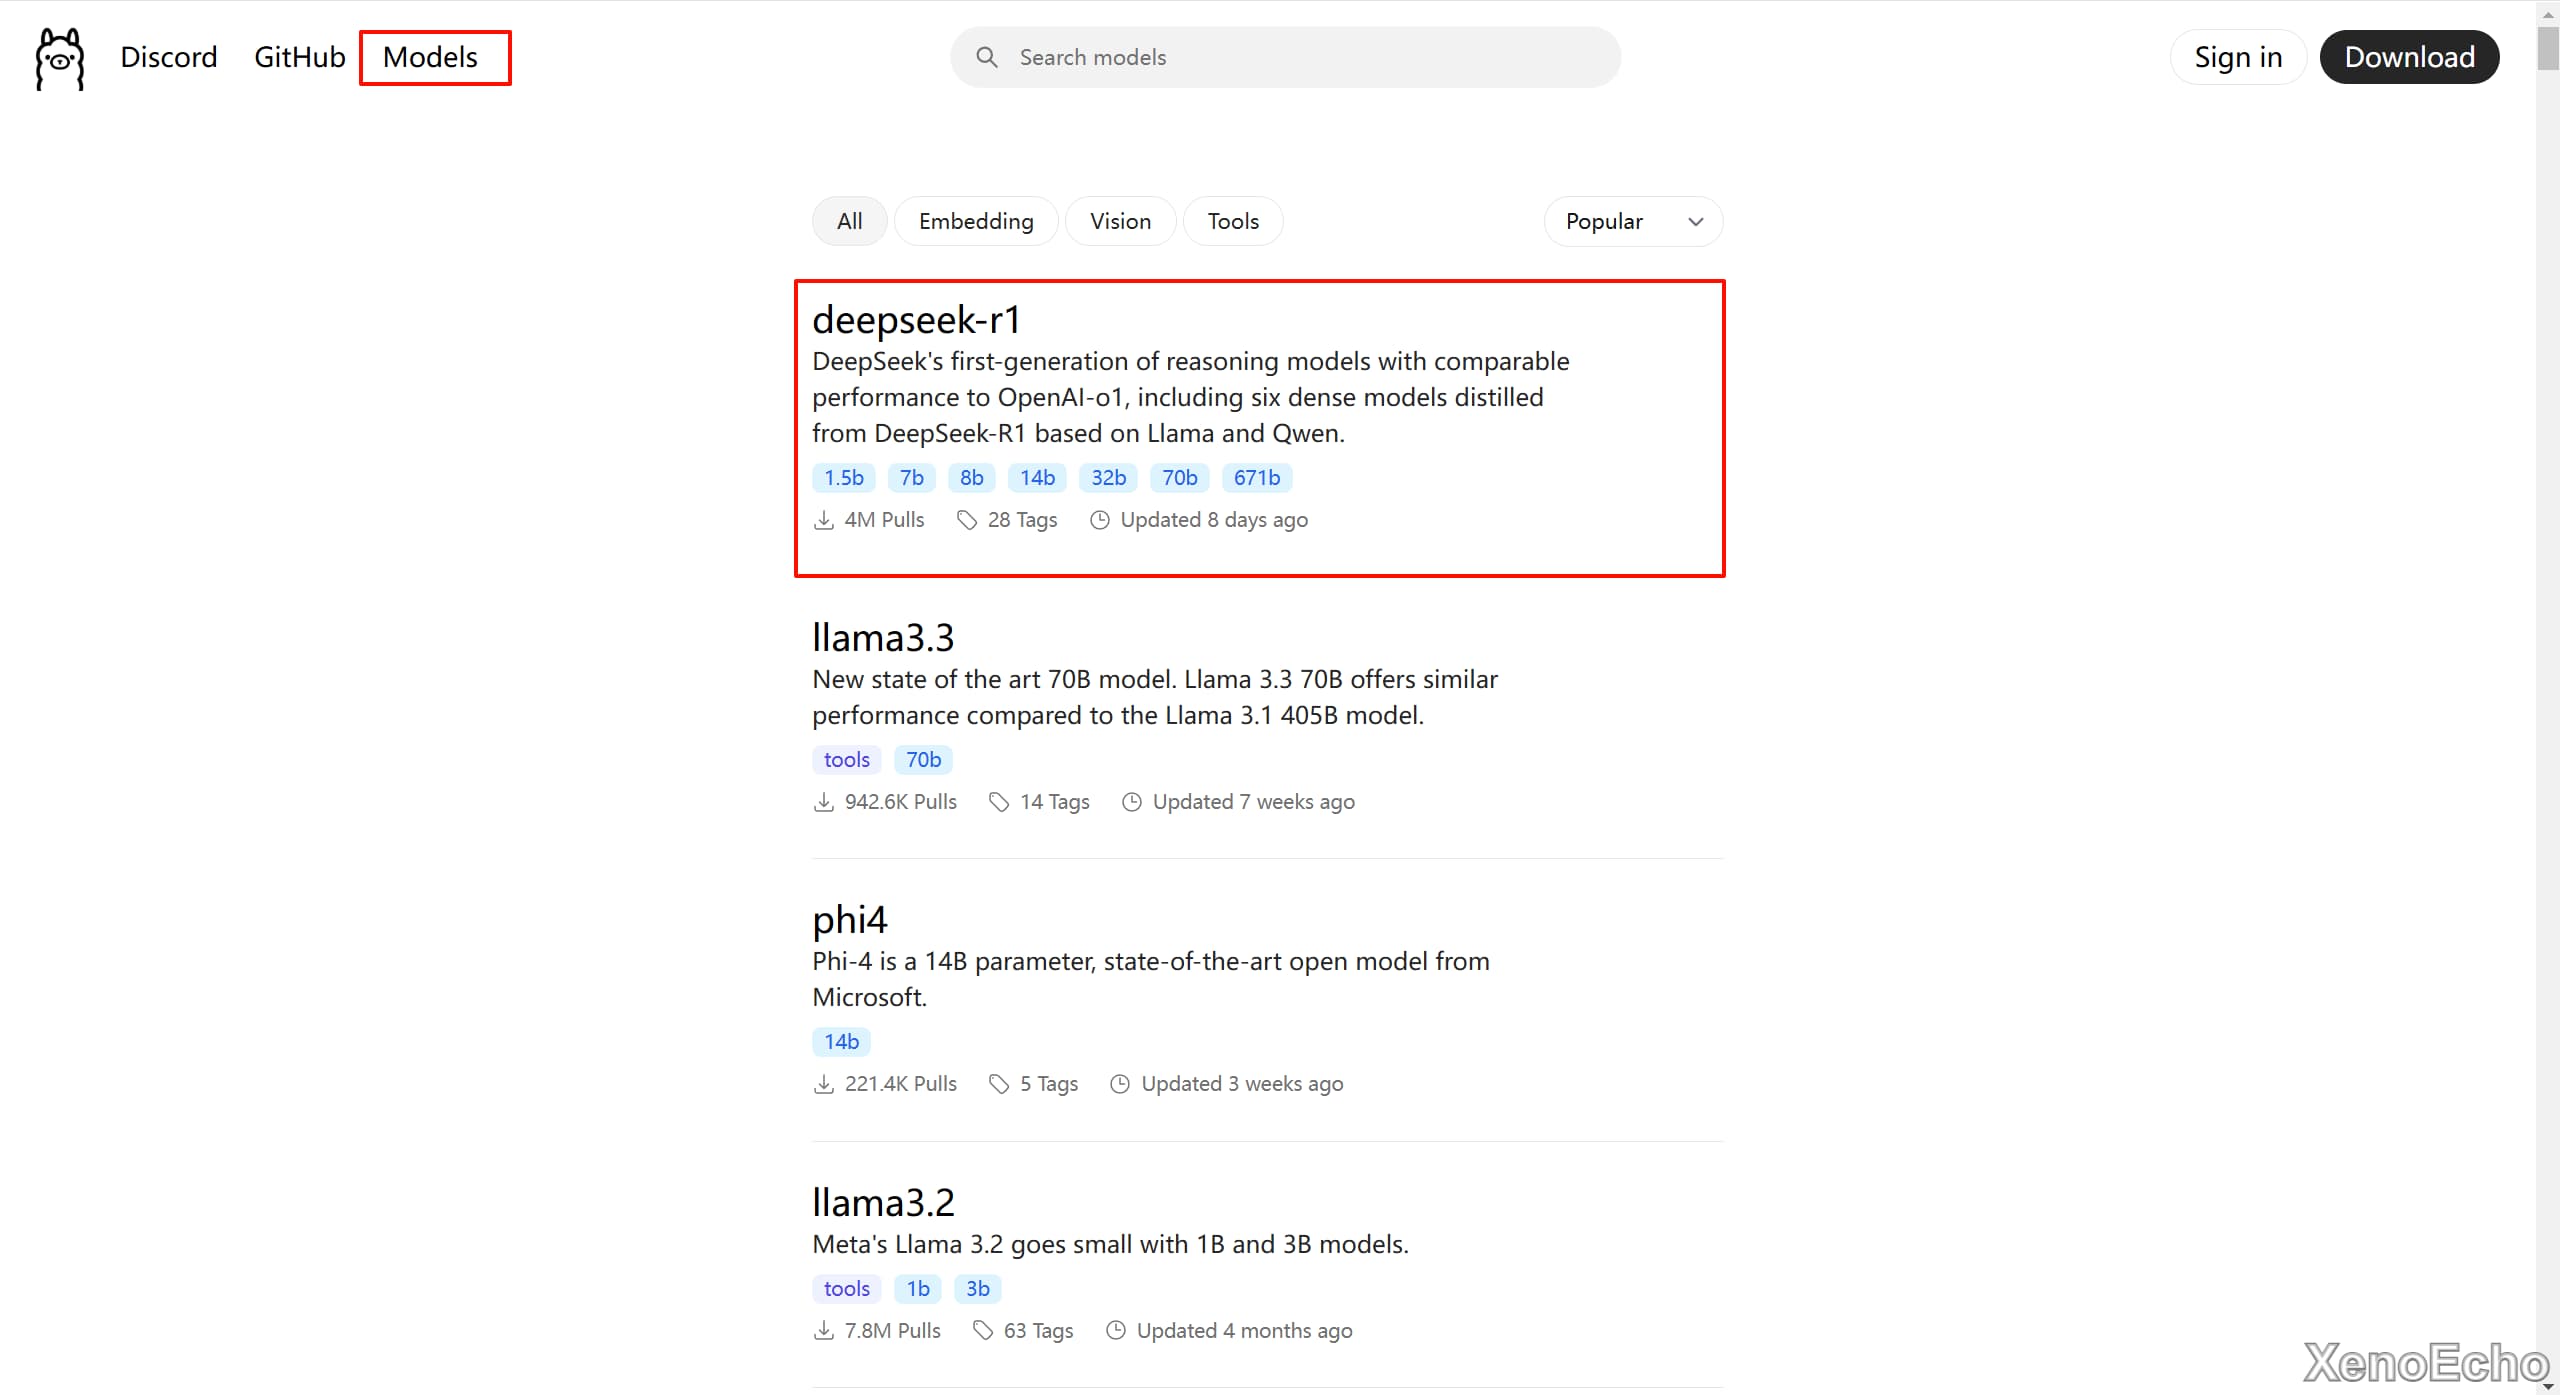 Discord GitHub Models Search models Sign in Download
All Embedding Vision Tools Popular
deepseek-r1
DeepSeek's first-generation of reasoning models with comparable
performance to OpenAI-o1, including six dense models distilled
from DeepSeek-R1 based on Llama and Qwen.
1.5b 7b 8b 14b 32b 70b 671b
4M Pulls 28 Tags Updated 8 days ago
llama3.3
New state of the art 70B model. Llama 3.3 70B offers similar
performance compared to the Llama 3.1 405B model.
tools 70b
942.6K Pulls 14 Tags Updated 7 weeks ago
phi4
Phi-4 is a 14B parameter, state-of-the-art open model from
Microsoft.
14b
221.4K Pulls 5 Tags Updated 3 weeks ago
llama3.2
Meta's Llama 3.2 goes small with 1B and 3B models.
tools 1b 3b
7.8M Pulls 63 Tags Updated 4 months ago
XenoEcho